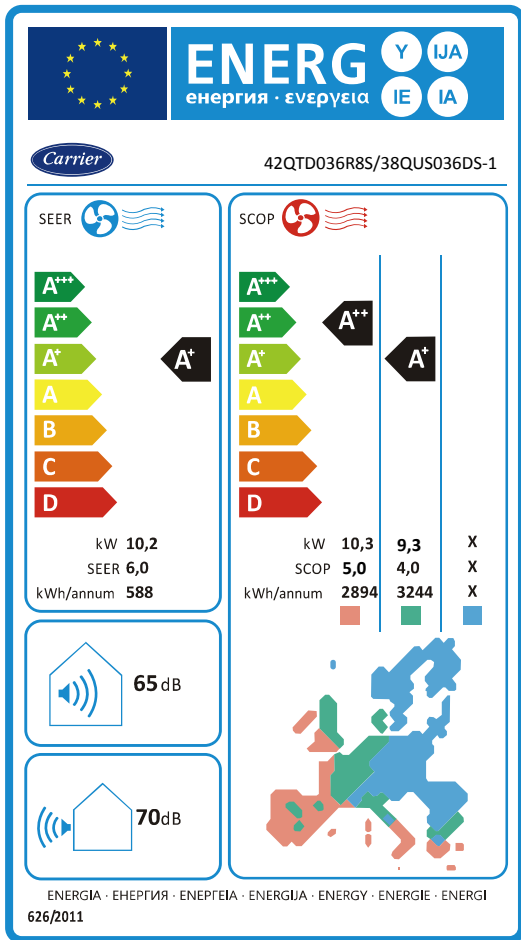 ENERG
енергия · ενεργεια
Y IJA
IE IA
Carrier
42QTD036R8S/38QUS036DS-1
SEER
A+++
A++
A+
A
B
C
D
A+
kW 10,2
SEER 6,0
kWh/annum 588
SCOP
A+++
A++
A+
A
B
C
D
A++
A+
kW 10,3 9,3 X
SCOP 5,0 4,0 X
kWh/annum 2894 3244 X
65 dB
70 dB
ENERGIA · ЕНЕРГИЯ · ΕΝΕΡΓΕΙΑ · ENERGIJA · ENERGY · ENERGIE · ENERGI
626/2011